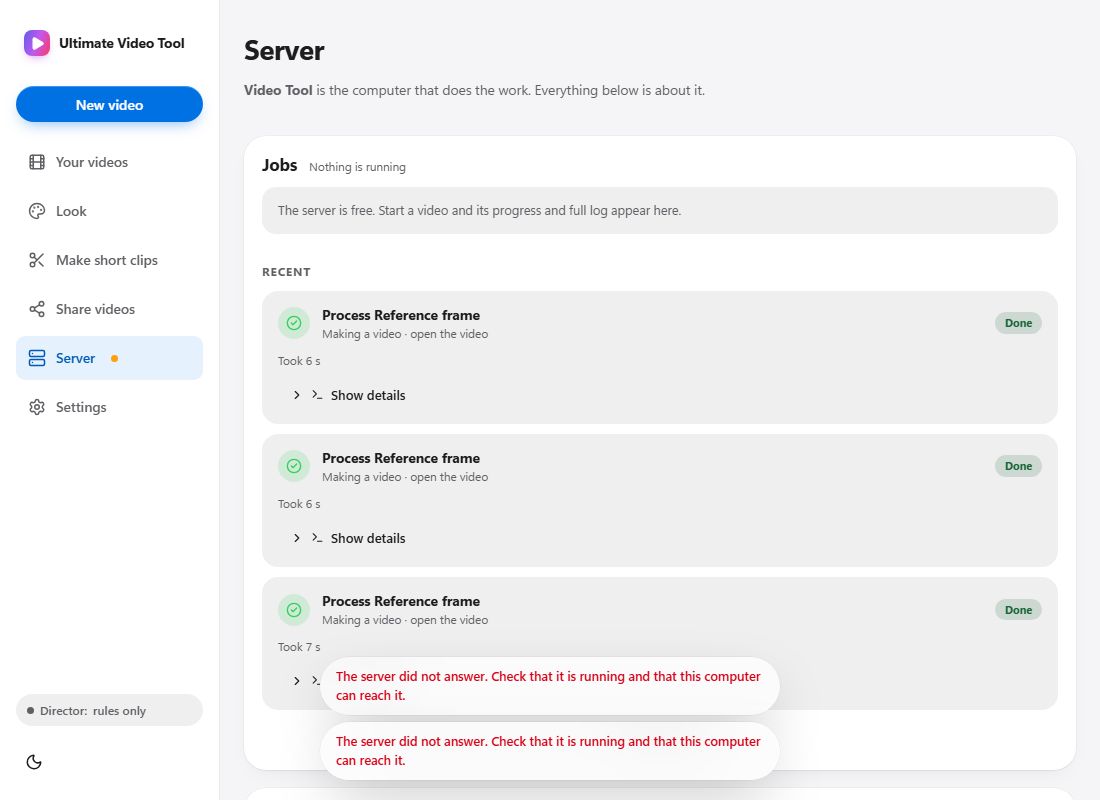 Ultimate Video Tool
New video
Your videos
Look
Make short clips
Share videos
Server
Settings
Director: rules only
Server
Video Tool is the computer that does the work. Everything below is about it.
Jobs Nothing is running
The server is free. Start a video and its progress and full log appear here.
RECENT
Process Reference frame
Making a video · open the video
Done
Took 6 s
Show details
Process Reference frame
Making a video · open the video
Done
Took 6 s
Show details
Process Reference frame
Making a video · open the video
Done
Took 7 s
The server did not answer. Check that it is running and that this computer
can reach it.
The server did not answer. Check that it is running and that this computer
can reach it.